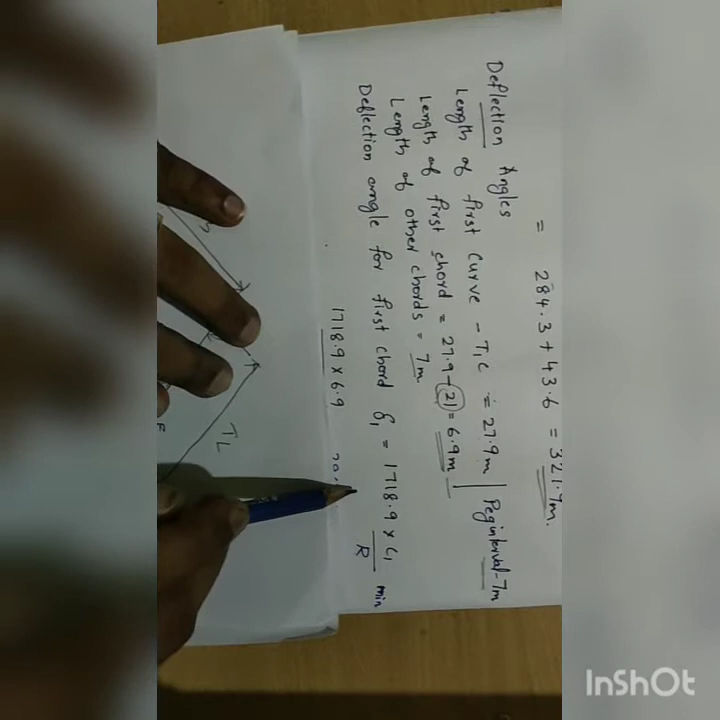 = 284.3 + 43.6 = 321.9m.
Deflection Angles
Length of first curve - T₁C = 27.9m | Peg interval - 7m
Length of first chord = 27.9 - (21) = 6.9m
Length of other chords = 7m
Deflection angle for first chord δ₁ = 1718.9 × C₁ / R min
1718.9 × 6.9
TL
InShOt